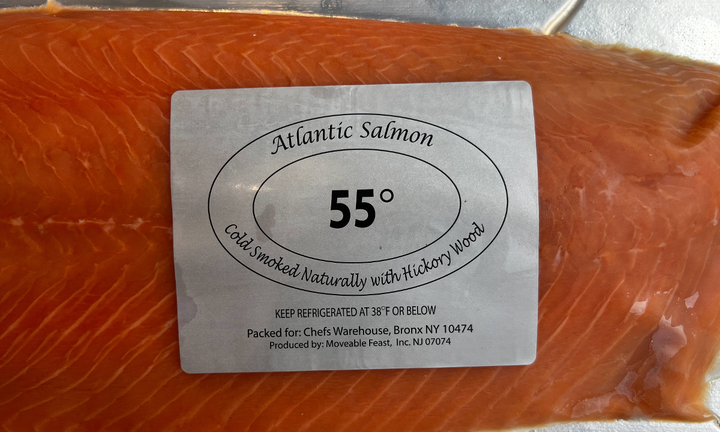 Atlantic Salmon
55°
Cold Smoked Naturally with Hickory Wood
KEEP REFRIGERATED AT 38°F OR BELOW
Packed for: Chefs Warehouse, Bronx NY 10474
Produced by: Moveable Feast, Inc. NJ 07074